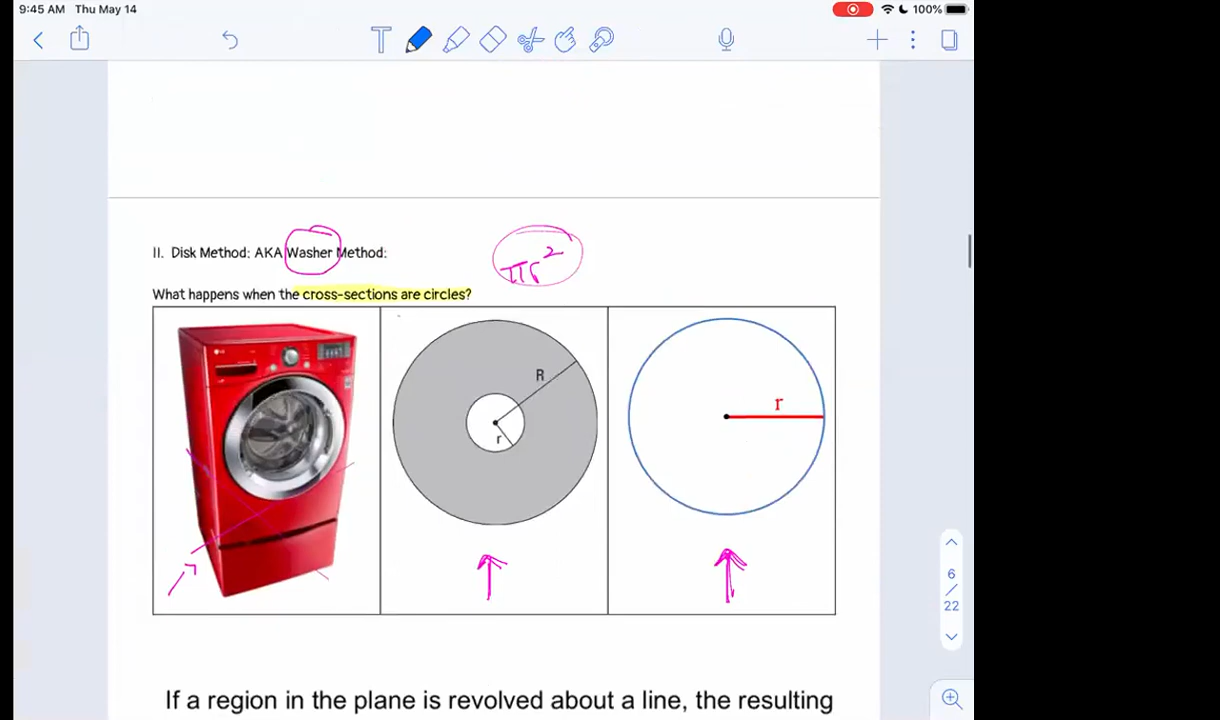 9:45 AM Thu May 14
100%
T
II. Disk Method: AKA Washer Method:
πr²
What happens when the cross-sections are circles?
LG
R
r
r
6
/
22
If a region in the plane is revolved about a line, the resulting